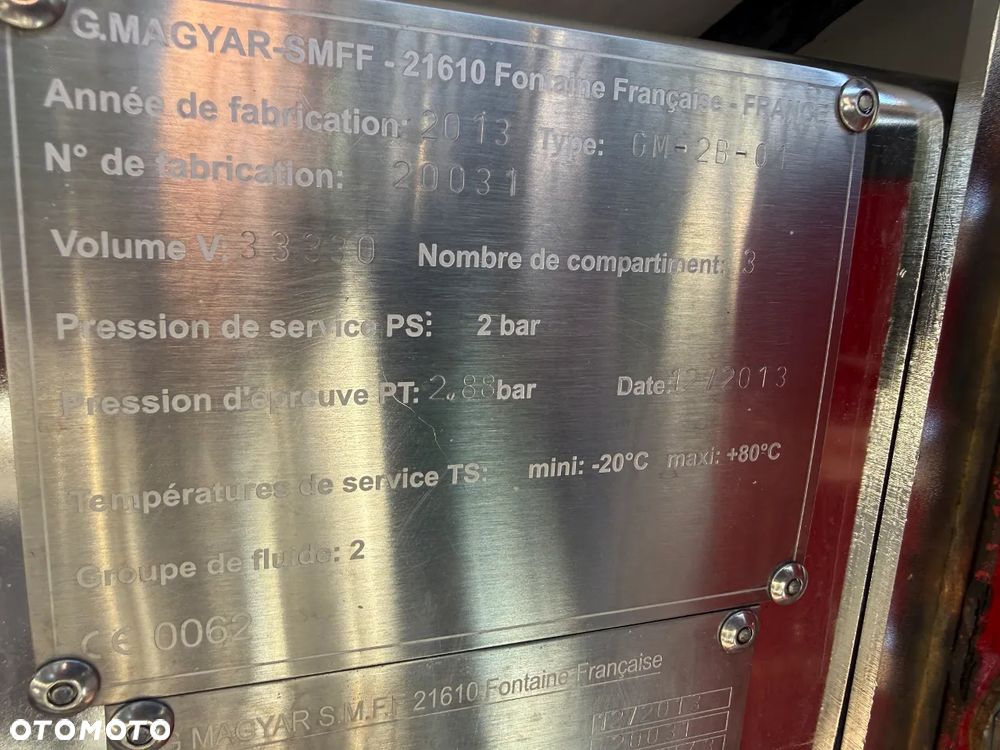 G.MAGYAR-SMFF - 21610 Fontaine Française - FRANCE
Année de fabrication: 2013 Type: GM-2B-01
N° de fabrication: 20031
Volume V: 33330 Nombre de compartiment: 3
Pression de service PS: 2 bar
Pression d'épreuve PT: 2,88bar Date: 12/2013
Températures de service TS: mini: -20°C maxi: +80°C
Groupe de fluide: 2
CE 0062
G. MAGYAR S.M.F.F 21610 Fontaine Française
12/2013
20031
OTOMOTO